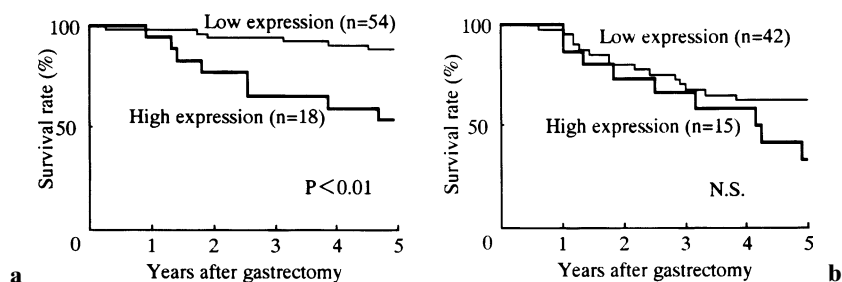 100
50
0
Survival rate (%)
Low expression (n=54)
High expression (n=18)
P<0.01
1 2 3 4 5
Years after gastrectomy
a
100
50
0
Survival rate (%)
Low expression (n=42)
High expression (n=15)
N.S.
1 2 3 4 5
Years after gastrectomy
b